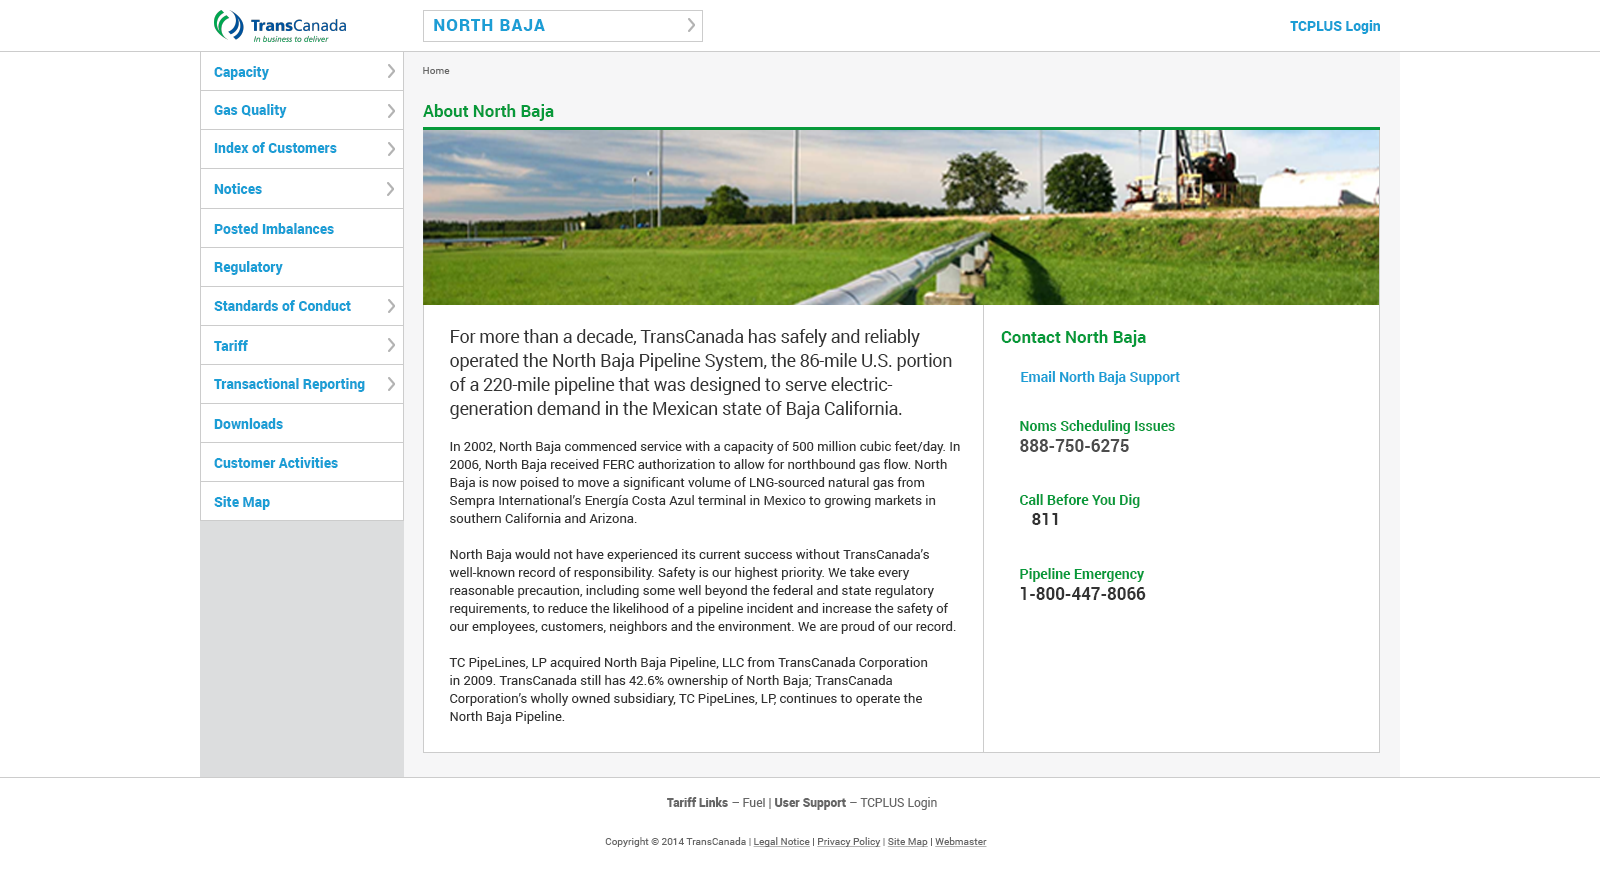 TransCanada
In business to deliver
NORTH BAJA
TCPLUS Login
Capacity
Gas Quality
Index of Customers
Notices
Posted Imbalances
Regulatory
Standards of Conduct
Tariff
Transactional Reporting
Downloads
Customer Activities
Site Map
Home
About North Baja
For more than a decade, TransCanada has safely and reliably
operated the North Baja Pipeline System, the 86-mile U.S. portion
of a 220-mile pipeline that was designed to serve electric-
generation demand in the Mexican state of Baja California.
In 2002, North Baja commenced service with a capacity of 500 million cubic feet/day. In
2006, North Baja received FERC authorization to allow for northbound gas flow. North
Baja is now poised to move a significant volume of LNG-sourced natural gas from
Sempra International's Energía Costa Azul terminal in Mexico to growing markets in
southern California and Arizona.
North Baja would not have experienced its current success without TransCanada's
well-known record of responsibility. Safety is our highest priority. We take every
reasonable precaution, including some well beyond the federal and state regulatory
requirements, to reduce the likelihood of a pipeline incident and increase the safety of
our employees, customers, neighbors and the environment. We are proud of our record.
TC PipeLines, LP acquired North Baja Pipeline, LLC from TransCanada Corporation
in 2009. TransCanada still has 42.6% ownership of North Baja; TransCanada
Corporation's wholly owned subsidiary, TC PipeLines, LP, continues to operate the
North Baja Pipeline.
Contact North Baja
Email North Baja Support
Noms Scheduling Issues
888-750-6275
Call Before You Dig
811
Pipeline Emergency
1-800-447-8066
Tariff Links – Fuel | User Support – TCPLUS Login
Copyright © 2014 TransCanada | Legal Notice | Privacy Policy | Site Map | Webmaster